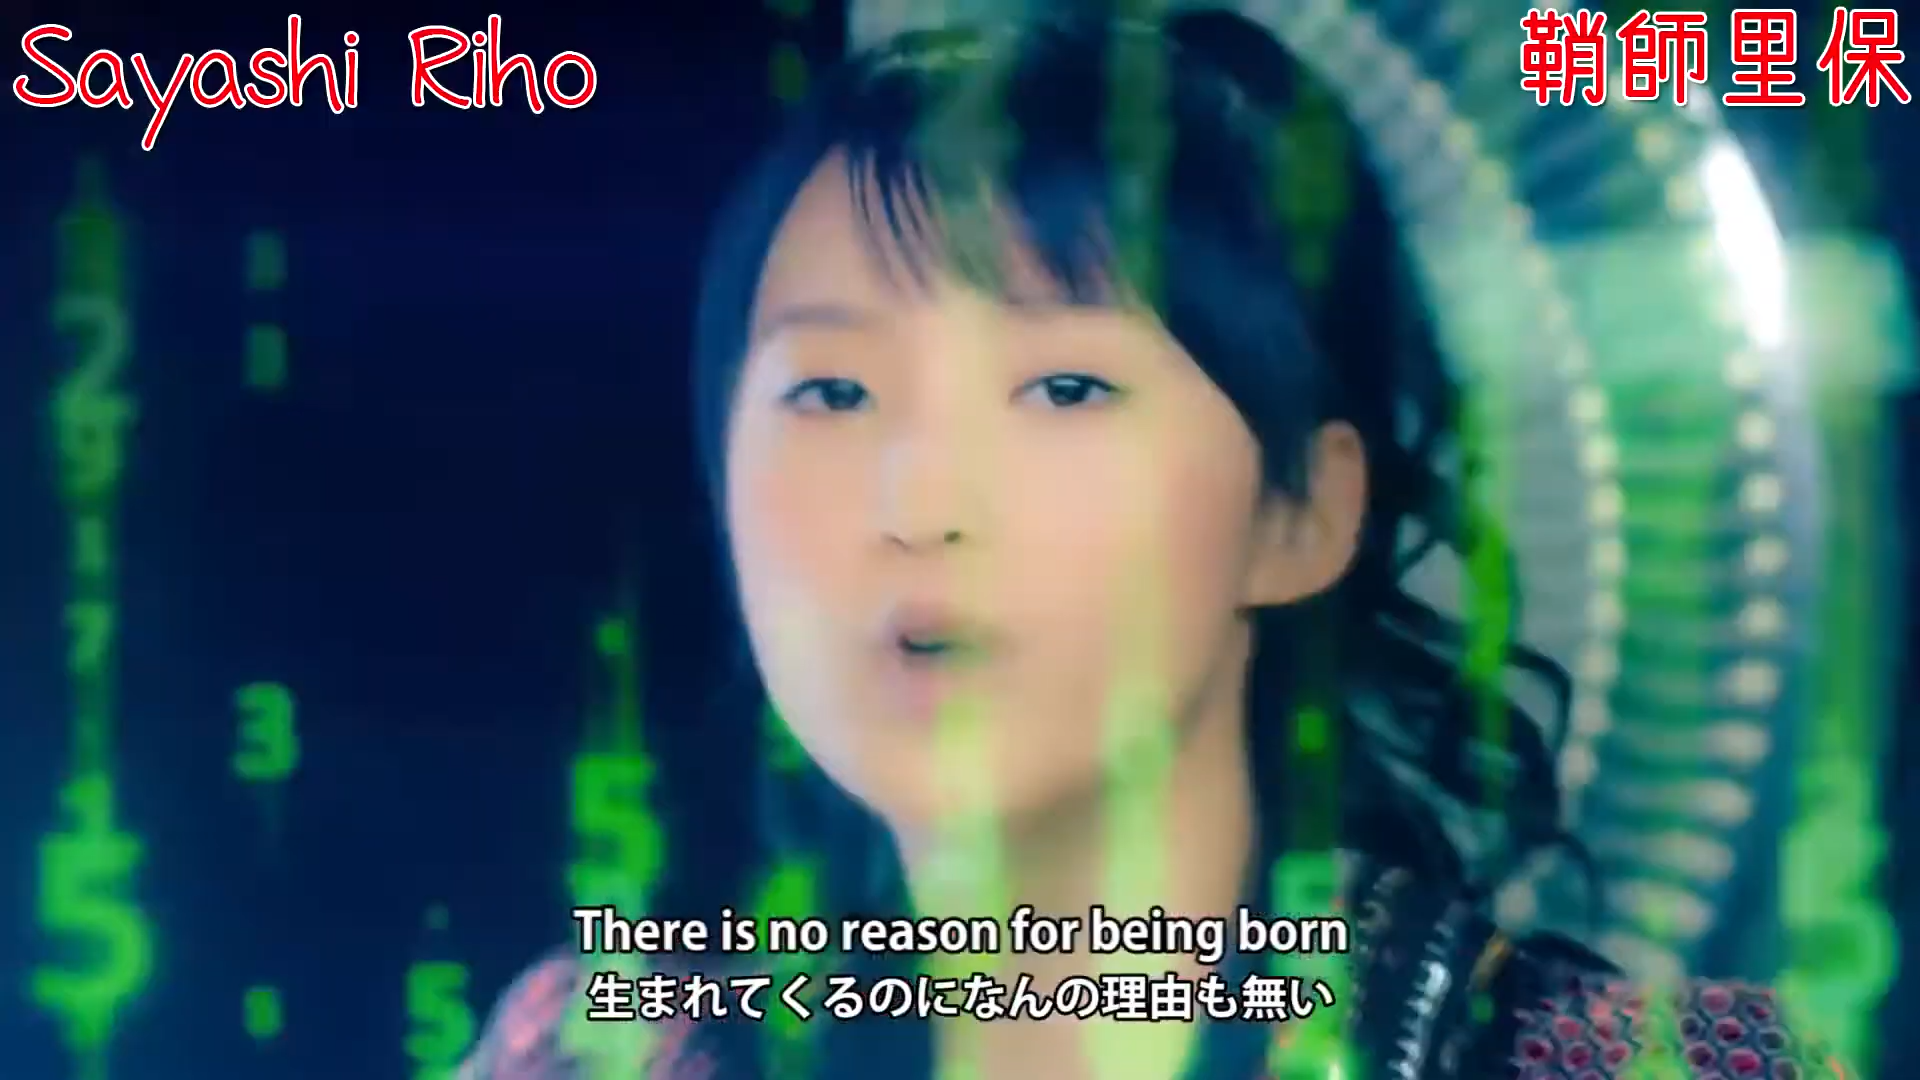 Sayashi Riho
鞘師里保
There is no reason for being born
生まれてくるのになんの理由も無い